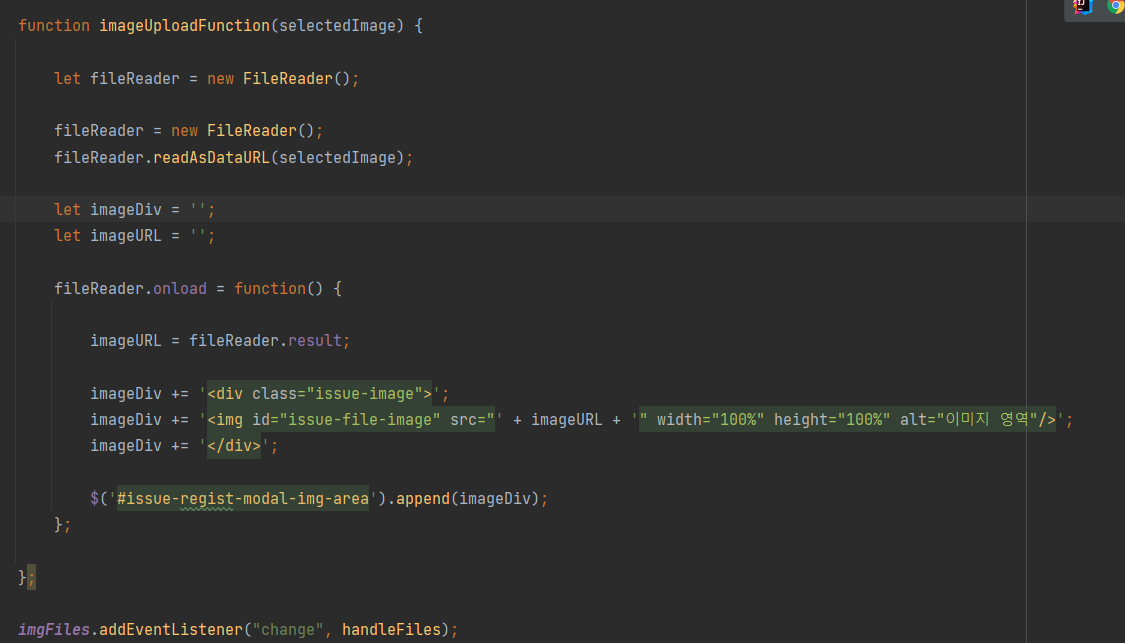 function imageUploadFunction(selectedImage) {
let fileReader = new FileReader();
fileReader = new FileReader();
fileReader.readAsDataURL(selectedImage);
let imageDiv = '';
let imageURL = '';
fileReader.onload = function() {
imageURL = fileReader.result;
imageDiv += '<div class="issue-image">';
imageDiv += '<img id="issue-file-image" src="' + imageURL + '" width="100%" height="100%" alt="이미지 영역"/>';
imageDiv += '</div>';
$('#issue-regist-modal-img-area').append(imageDiv);
};
};
imgFiles.addEventListener("change", handleFiles);